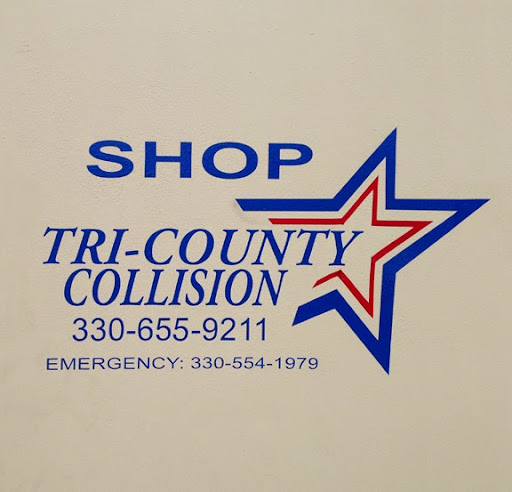 SHOP
TRI-COUNTY
COLLISION
330-655-9211
EMERGENCY: 330-554-1979